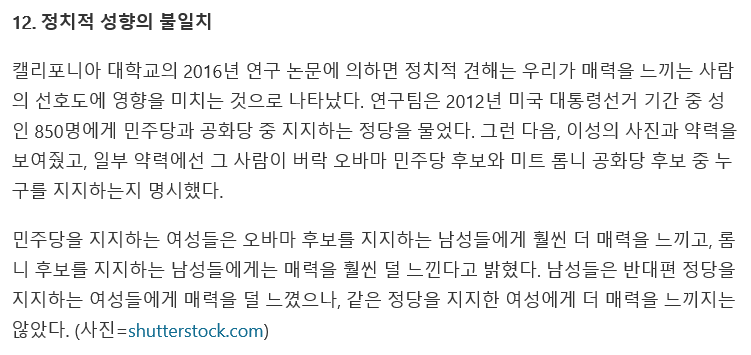 12. 정치적 성향의 불일치
캘리포니아 대학교의 2016년 연구 논문에 의하면 정치적 견해는 우리가 매력을 느끼는 사람
의 선호도에 영향을 미치는 것으로 나타났다. 연구팀은 2012년 미국 대통령선거 기간 중 성
인 850명에게 민주당과 공화당 중 지지하는 정당을 물었다. 그런 다음, 이성의 사진과 약력을
보여줬고, 일부 약력에선 그 사람이 버락 오바마 민주당 후보와 미트 롬니 공화당 후보 중 누
구를 지지하는지 명시했다.
민주당을 지지하는 여성들은 오바마 후보를 지지하는 남성들에게 훨씬 더 매력을 느끼고, 롬
니 후보를 지지하는 남성들에게는 매력을 훨씬 덜 느낀다고 밝혔다. 남성들은 반대편 정당을
지지하는 여성들에게 매력을 덜 느꼈으나, 같은 정당을 지지한 여성에게 더 매력을 느끼지는
않았다. (사진=shutterstock.com)